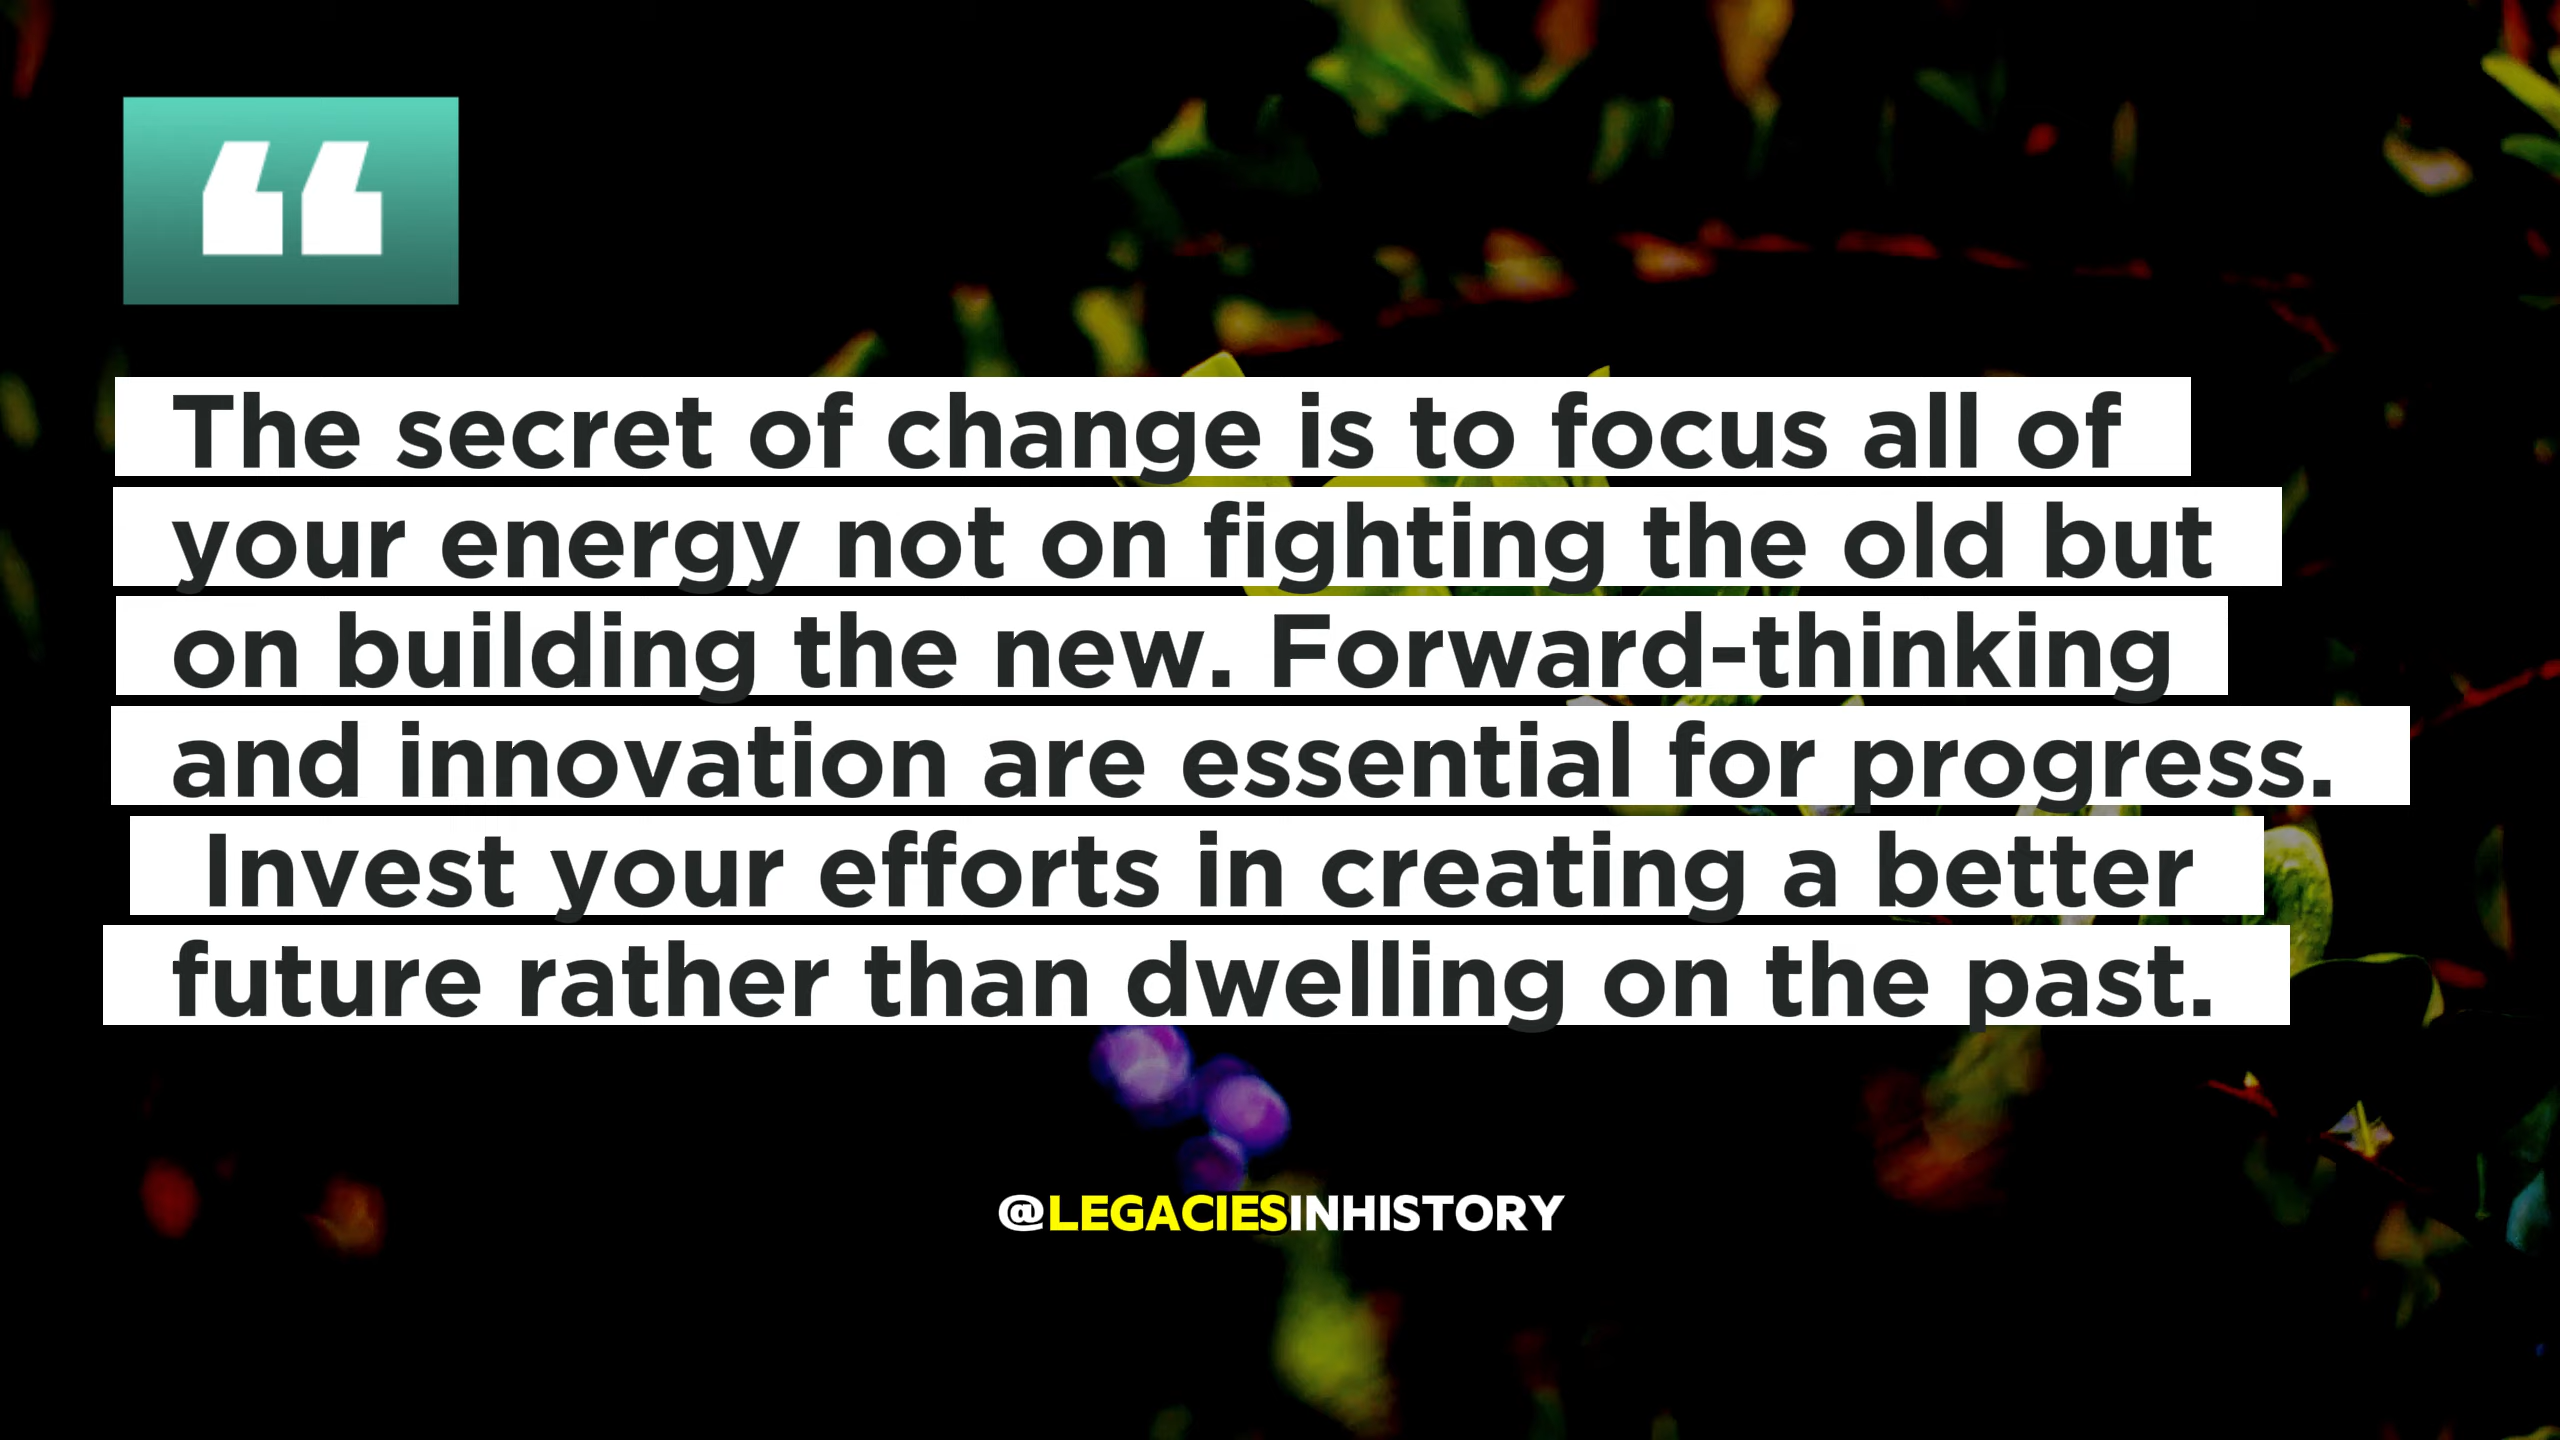 “
The secret of change is to focus all of
your energy not on fighting the old but
on building the new. Forward-thinking
and innovation are essential for progress.
Invest your efforts in creating a better
future rather than dwelling on the past.
@LEGACIESINHISTORY